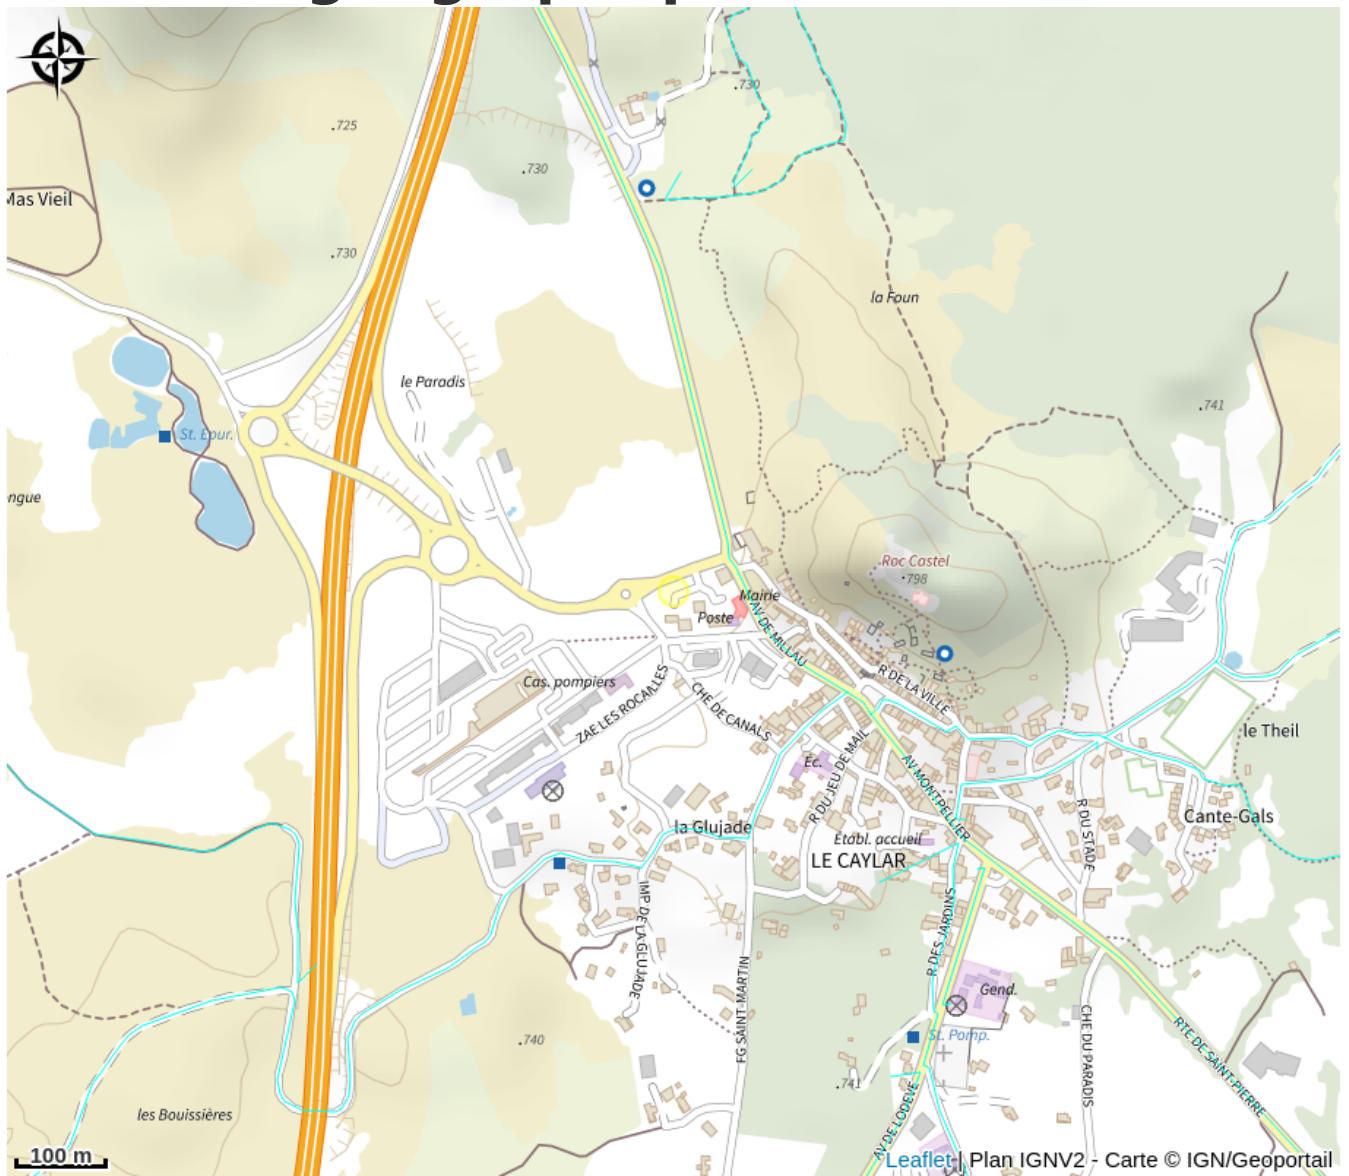 .730
.725
.730
Mas Vieil
.730
la Foun
le Paradis
.741
St. Epur.
ngue
Roc Castel
.798
Mairie
Poste
AV DE MILLAU
Cas. pompiers
R DE LA VILLE
ZAE LES ROCAILLES
CHE DE CANALS
le Theil
Éc.
R DU JEU DE MAIL
AV MONTPELLIER
R DU STADE
Cante-Gals
la Glujade
Établ. accueil
LE CAYLAR
IMP DE LA GLUJADE
R DES JARDINS
FG SAINT-MARTIN
Gend.
.740
St. Pomp.
CHE DU PARADIS
RTE DE SAINT-PIERRE
.741
les Bouissières
AV DE LODÈVE
100 m
Leaflet | Plan IGNV2 - Carte © IGN/Geoportail